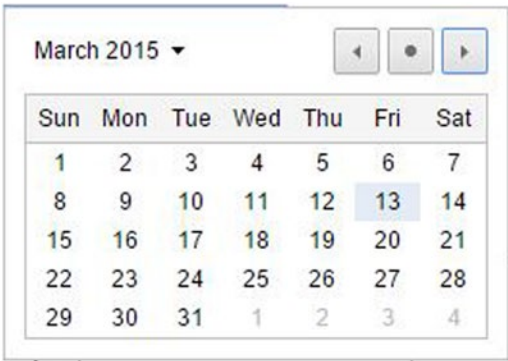 March 2015
Sun Mon Tue Wed Thu Fri Sat
1 2 3 4 5 6 7
8 9 10 11 12 13 14
15 16 17 18 19 20 21
22 23 24 25 26 27 28
29 30 31 1 2 3 4